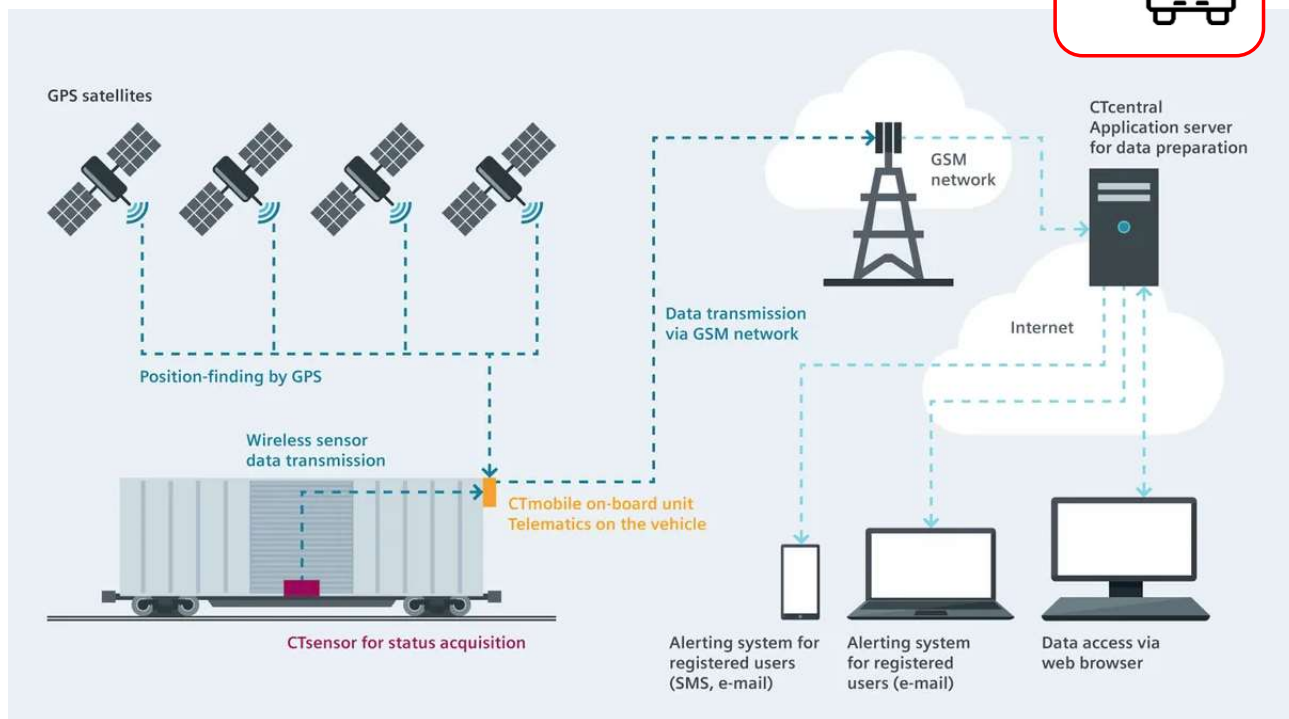 GPS satellites
CTcentral
Application server
for data preparation
GSM
network
Data transmission
via GSM network
Internet
Position-finding by GPS
Wireless sensor
data transmission
CTmobile on-board unit
Telematics on the vehicle
CTsensor for status acquisition
Alerting system for
registered users
(SMS, e-mail)
Alerting system
for registered
users (e-mail)
Data access via
web browser